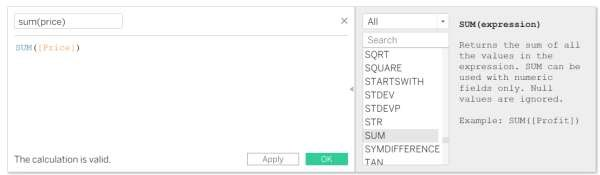 sum(price)
SUM([Price])
The calculation is valid.
Apply
OK
All
Search
SQRT
SQUARE
STARTSWITH
STDEV
STDEVP
STR
SUM
SYMDIFFERENCE
TAN
SUM(expression)
Returns the sum of all
the values in the
expression. SUM can be
used with numeric
fields only. Null
values are ignored.
Example: SUM([Profit])